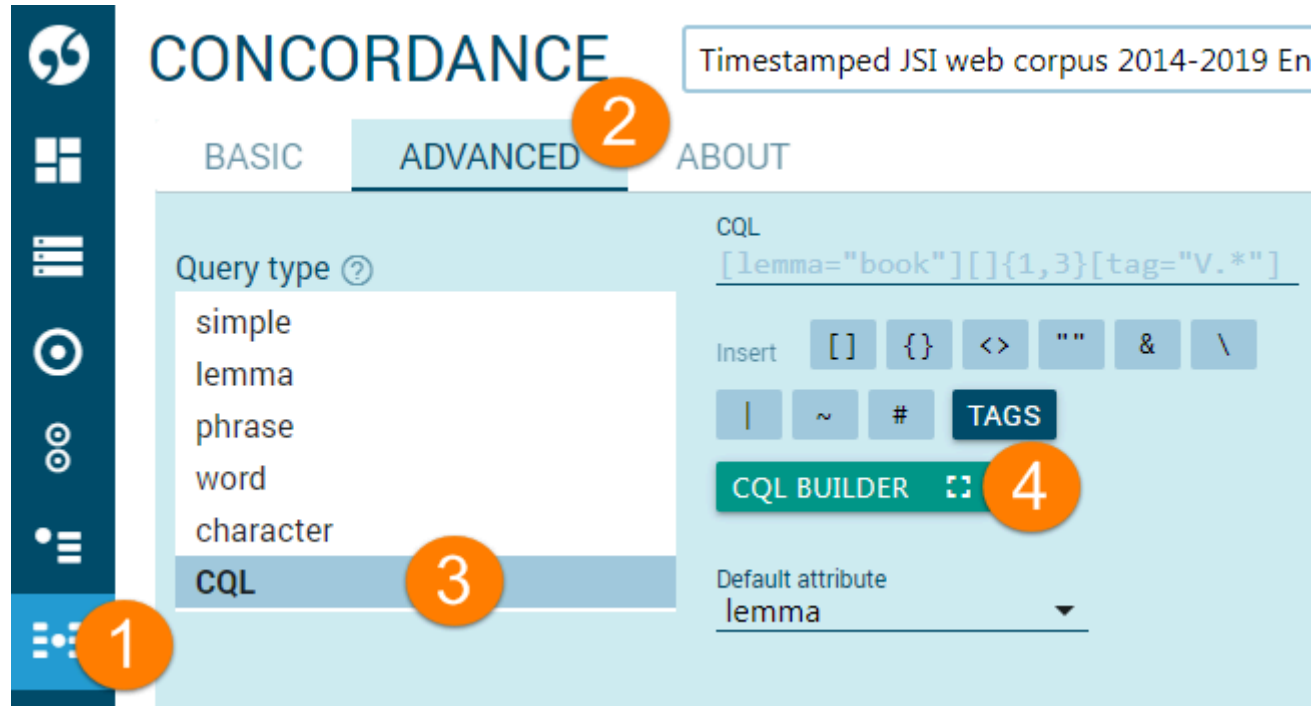 CONCORDANCE
Timestamped JSI web corpus 2014-2019 En
2
BASIC ADVANCED ABOUT
Query type ?
simple
lemma
phrase
word
character
CQL
3
1
CQL
[lemma="book"][]{1,3}[tag="V.*"]
Insert [] {} <> "" & \
| ~ # TAGS
CQL BUILDER
4
Default attribute
lemma